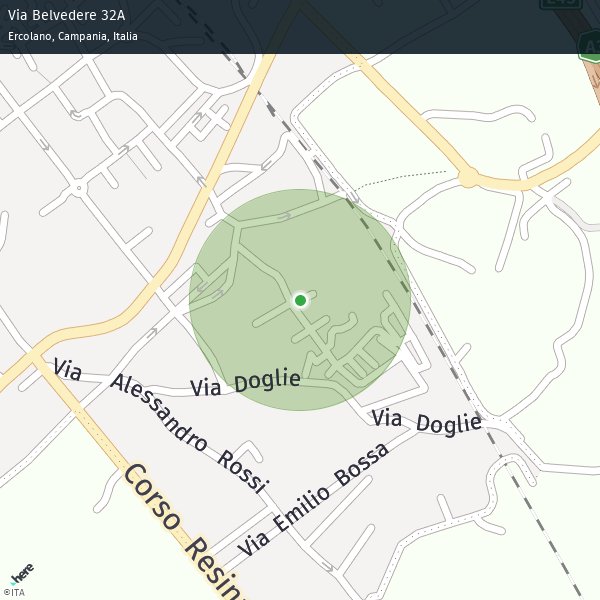 Via Belvedere 32A
Ercolano, Campania, Italia
Via Alessandro Rossi
Via Doglie
Via Doglie
Via Emilio Bossa
Corso Resin
here
©ITA